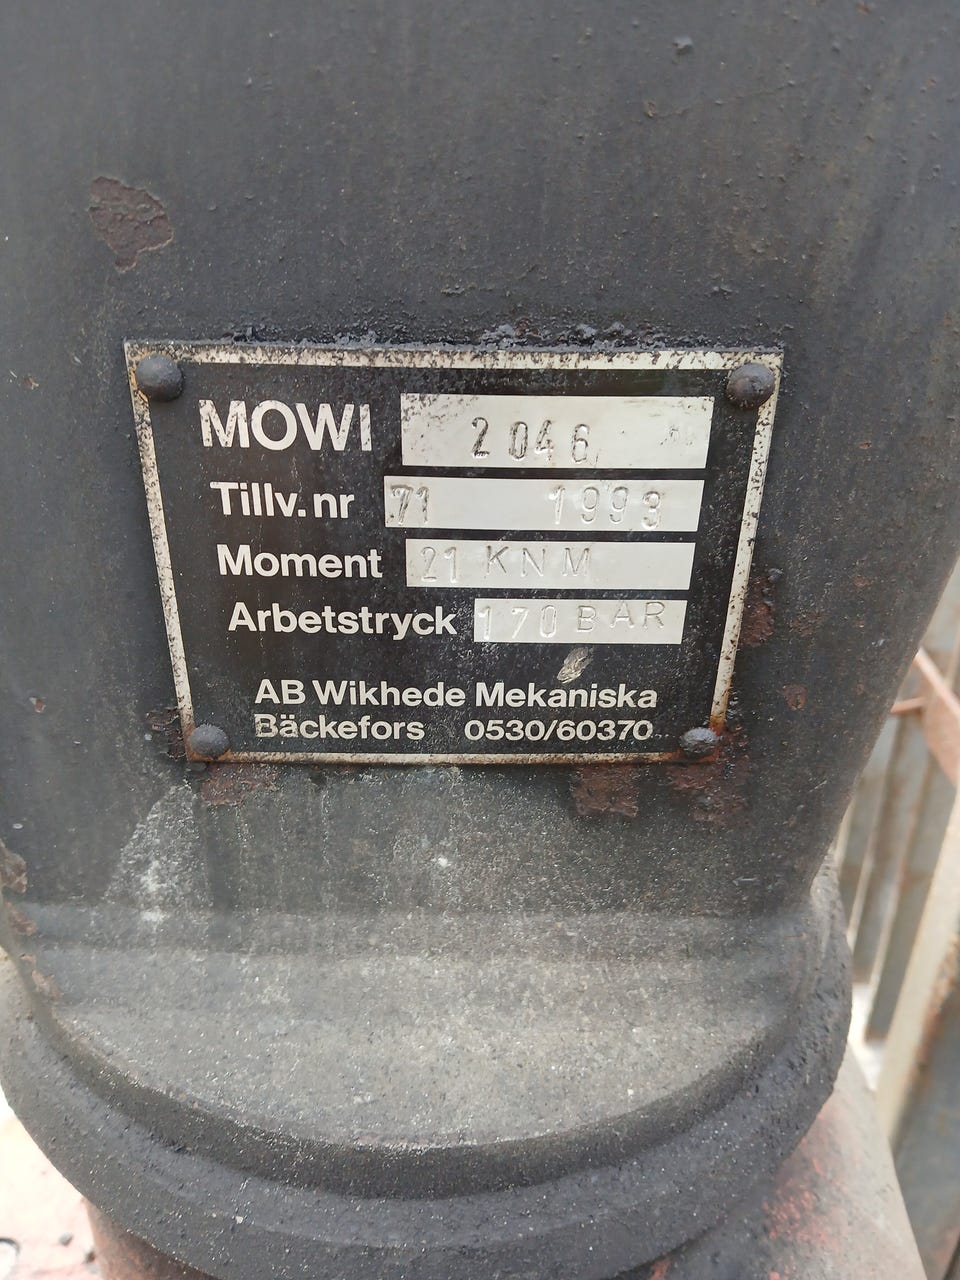 MOWI 2046
Tillv.nr 71 1993
Moment 21 KNM
Arbetstryck 170 BAR
AB Wikhede Mekaniska
Bäckefors 0530/60370